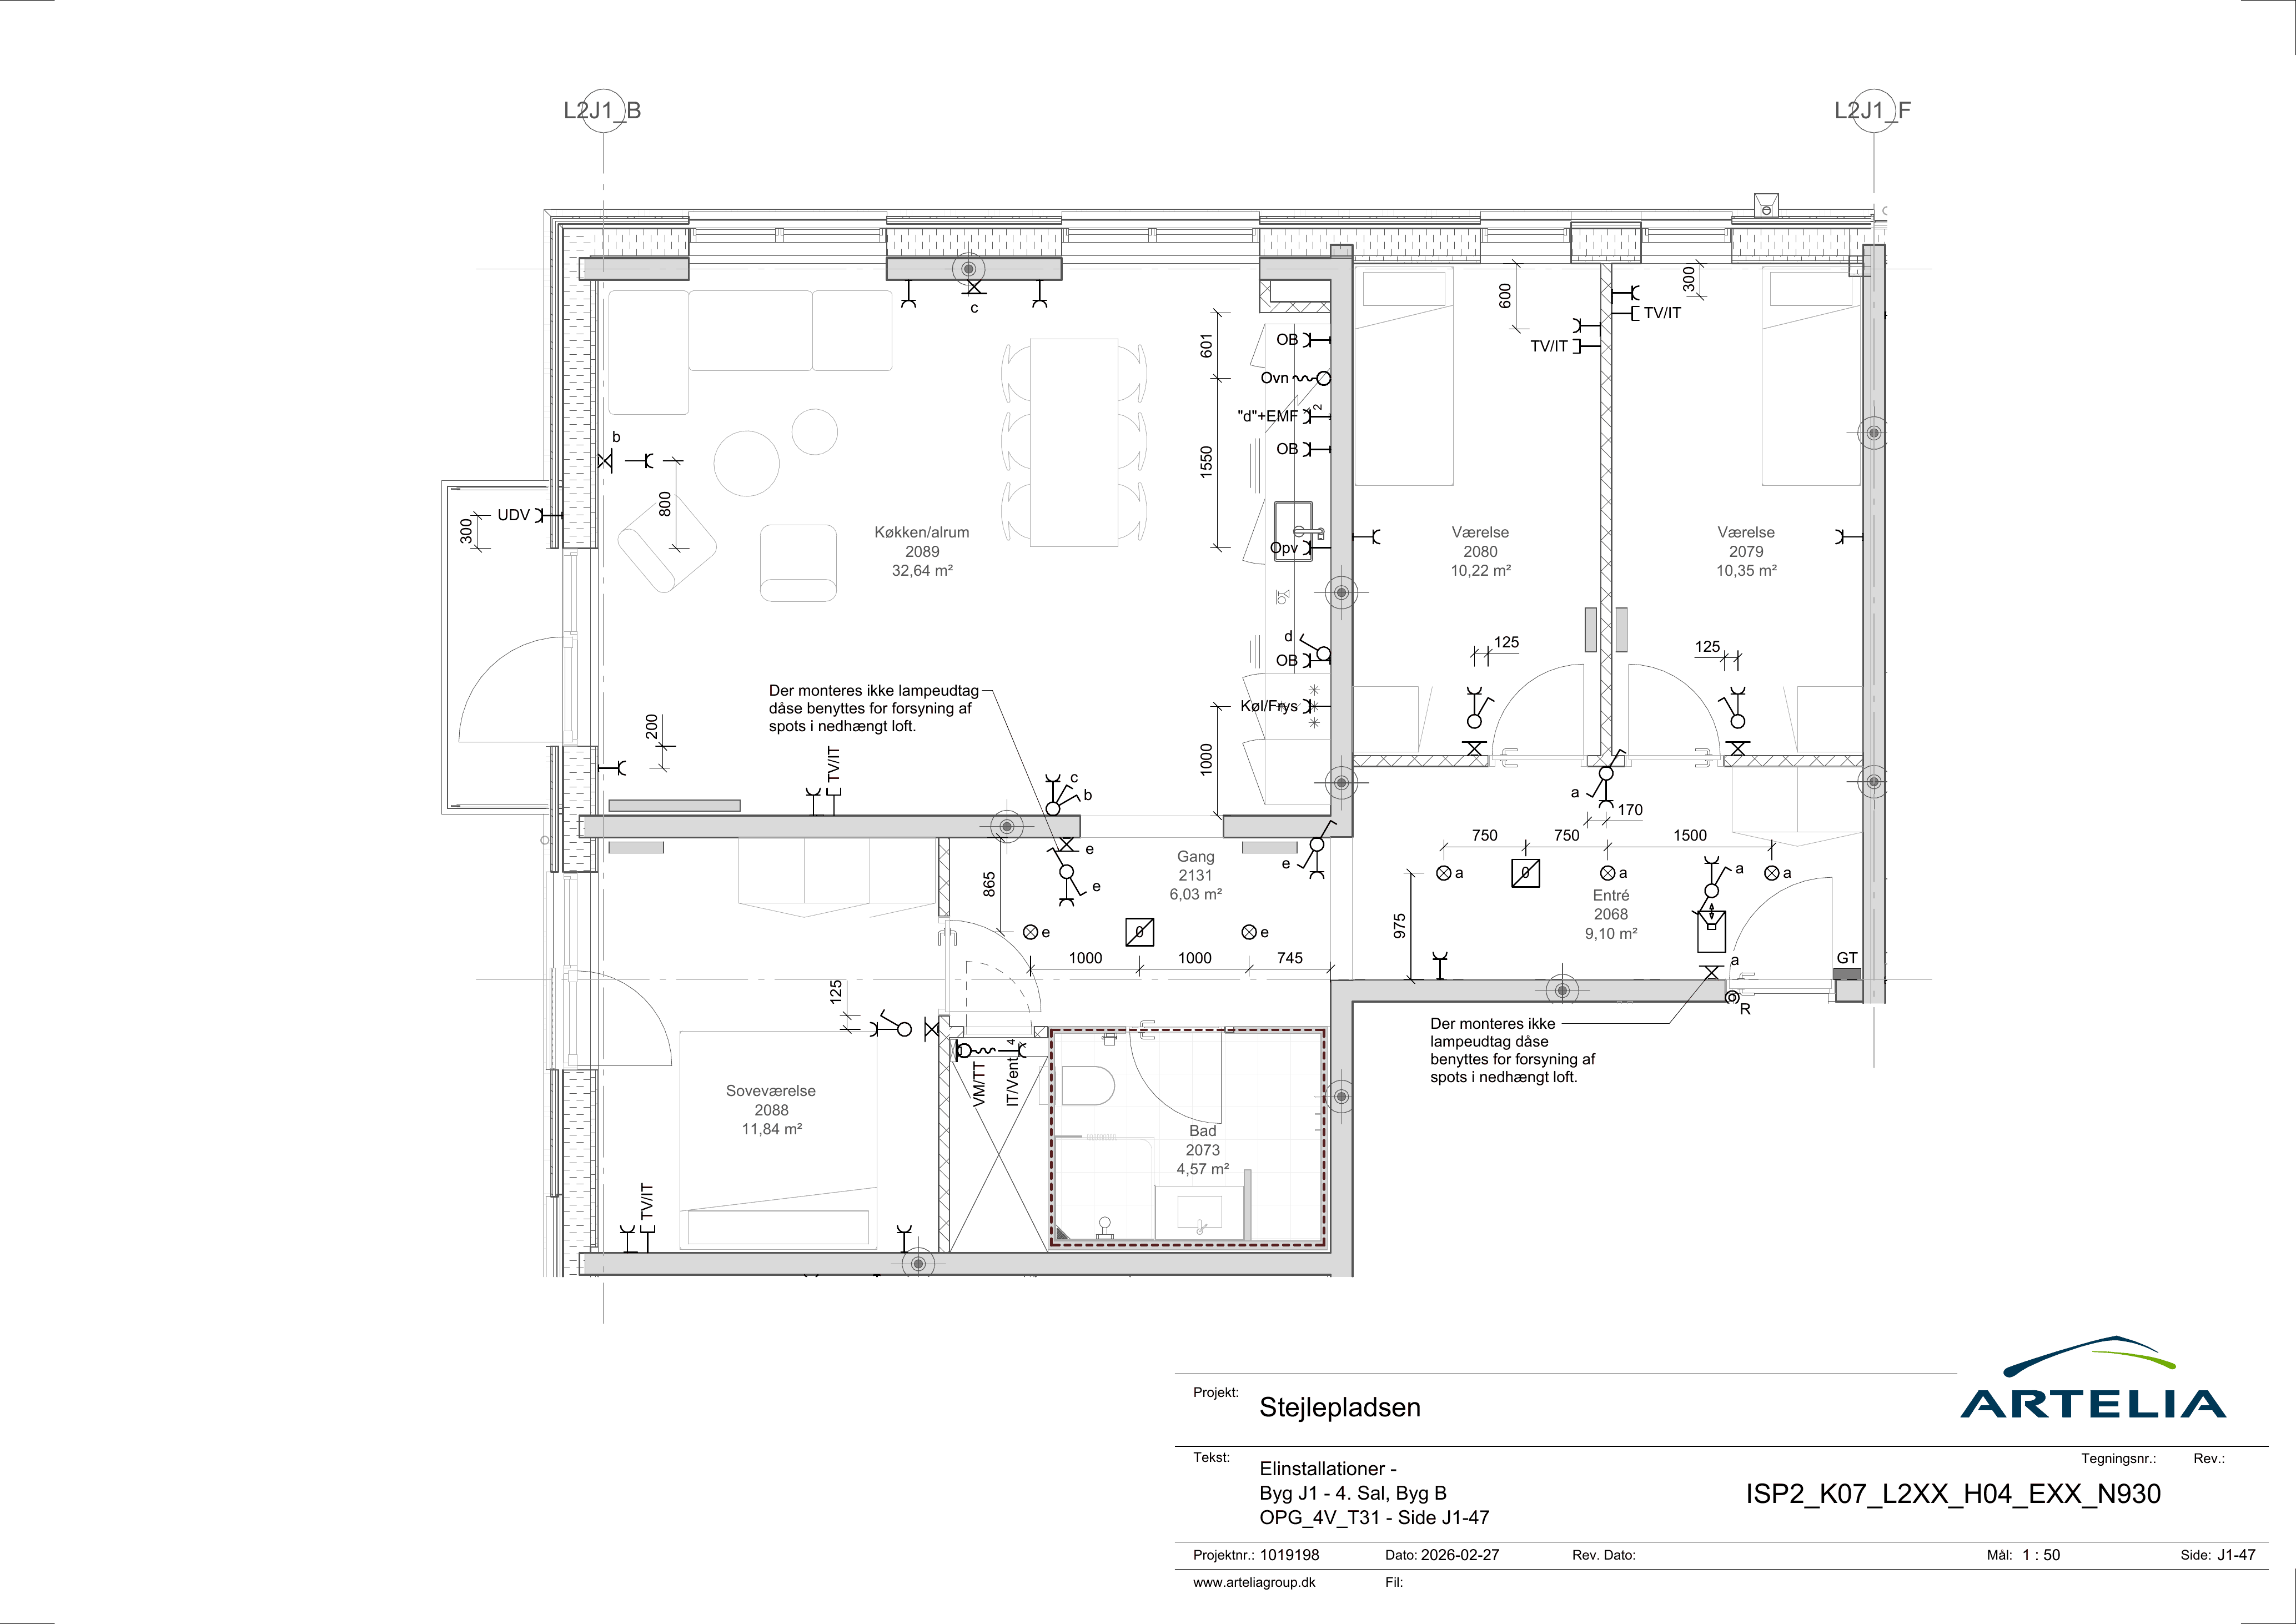 L2J1_B
L2J1_F
c
b
800
300
UDV
601
1550
OB
Ovn
"d"+EMF
2
OB
Opv
d
OB
Køl/Frys
1000
600
TV/IT
300
TV/IT
Køkken/alrum
2089
32,64 m²
Værelse
2080
10,22 m²
Værelse
2079
10,35 m²
125
125
Der monteres ikke lampeudtag
dåse benyttes for forsyning af
spots i nedhængt loft.
200
TV/IT
c
b
a
170
750
750
1500
e
e
e
865
Gang
2131
6,03 m²
a
0
a
a
a
Entré
2068
9,10 m²
975
e
0
e
1000
1000
745
a
GT
R
125
Der monteres ikke
lampeudtag dåse
benyttes for forsyning af
spots i nedhængt loft.
VM/TT
IT/Vent
4
Soveværelse
2088
11,84 m²
Bad
2073
4,57 m²
TV/IT
ARTELIA
Projekt:
Stejlepladsen
Tekst:
Elinstallationer -
Byg J1 - 4. Sal, Byg B
OPG_4V_T31 - Side J1-47
Tegningsnr.:
Rev.:
ISP2_K07_L2XX_H04_EXX_N930
Projektnr.: 1019198
Dato: 2026-02-27
Rev. Dato:
Mål: 1 : 50
Side: J1-47
www.arteliagroup.dk
Fil: